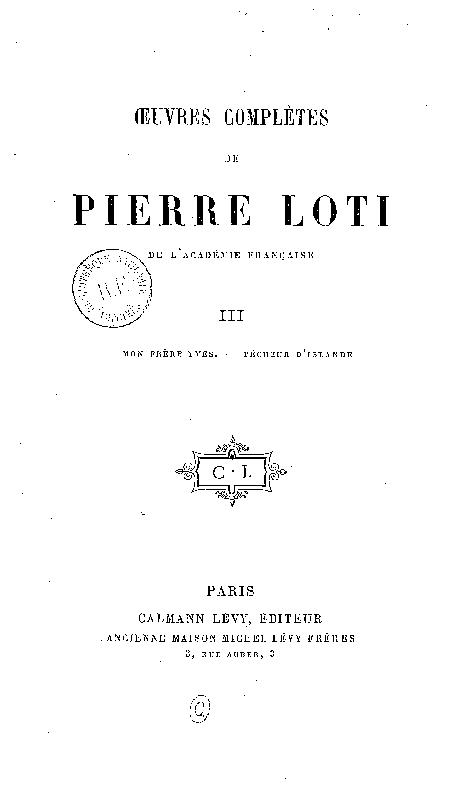 ŒUVRES COMPLÈTES
DE
PIERRE LOTI
DE L'ACADÉMIE FRANÇAISE
III
MON FRÈRE YVES. — PÊCHEUR D'ISLANDE
C · L
PARIS
CALMANN LÉVY, ÉDITEUR
ANCIENNE MAISON MICHEL LÉVY FRÈRES
3, RUE AUBER, 3